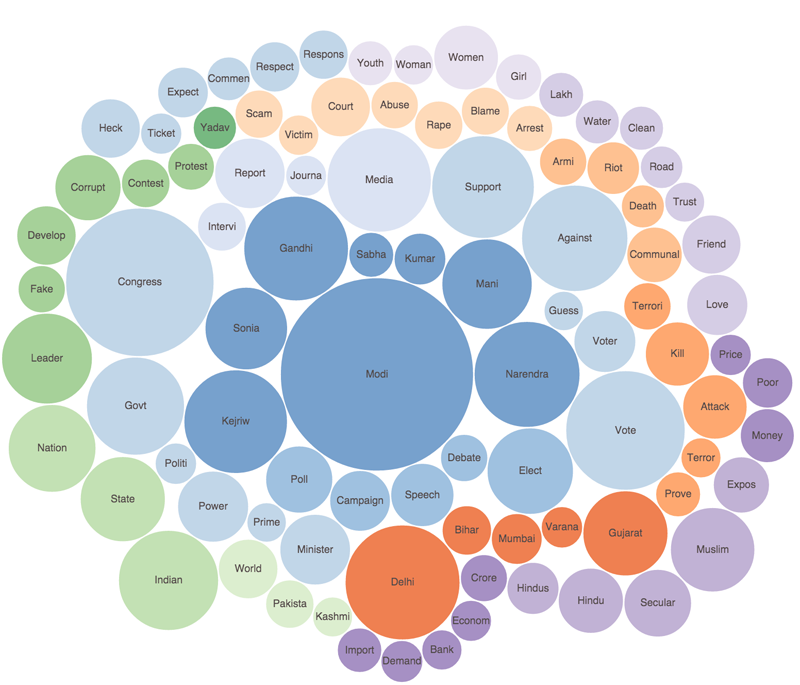 Respons
Women
Youth
Woman
Respect
Commen
Girl
Expect
Lakh
Court
Abuse
Blame
Scam
Rape
Water
Heck
Ticket
Yadav
Victim
Arrest
Clean
Protest
Armi
Riot
Road
Report
Journa
Media
Support
Corrupt
Contest
Death
Trust
Intervi
Develop
Against
Friend
Gandhi
Sabha
Kumar
Communal
Congress
Mani
Fake
Terrori
Love
Guess
Sonia
Voter
Leader
Kill
Price
Modi
Narendra
Poor
Govt
Attack
Kejriw
Vote
Money
Nation
Politi
Debate
Terror
Elect
Poll
Speech
Expos
State
Campaign
Prove
Power
Prime
Bihar
Mumbai
Varana
Gujarat
Minister
Muslim
World
Indian
Delhi
Crore
Hindus
Hindu
Secular
Pakista
Kashmi
Econom
Import
Demand
Bank